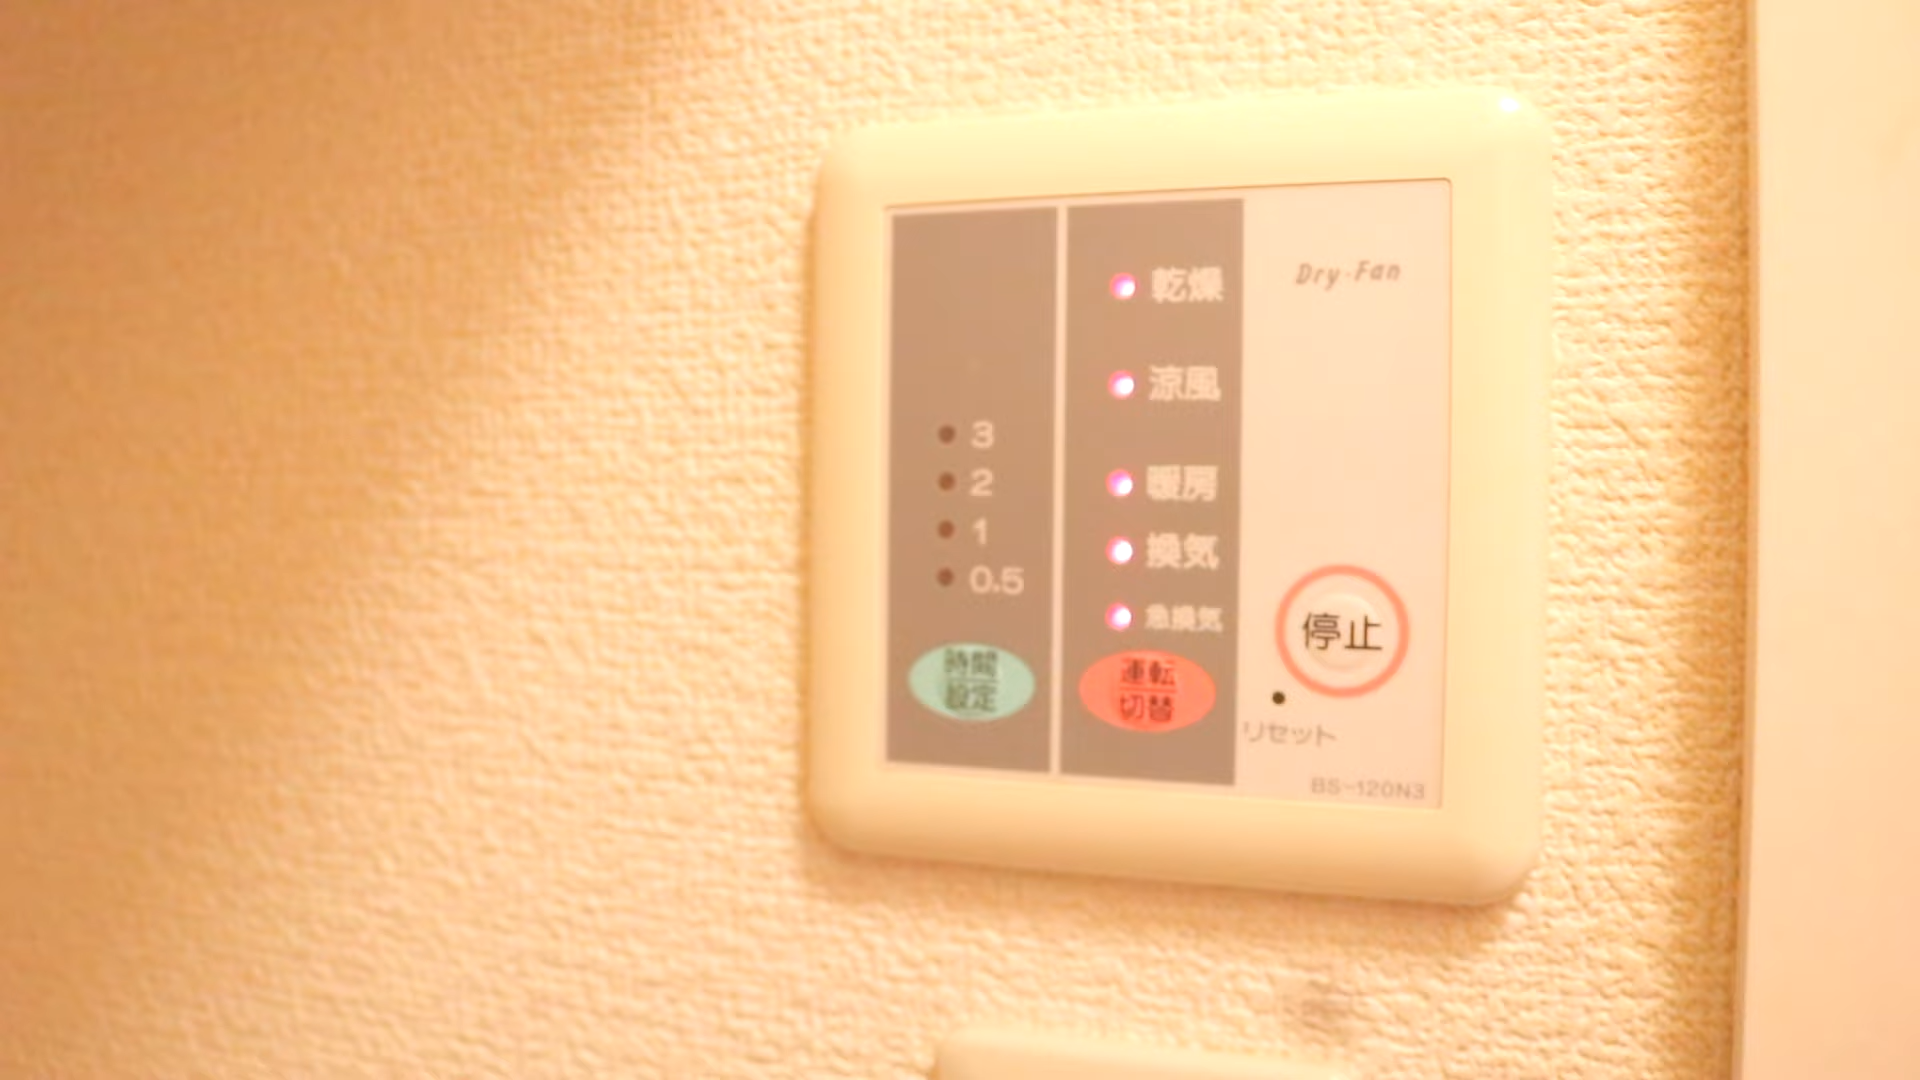 3
2
1
0.5
時間
設定
乾燥
涼風
暖房
換気
急換気
運転
切替
Dry-Fan
停止
リセット
BS-120N3